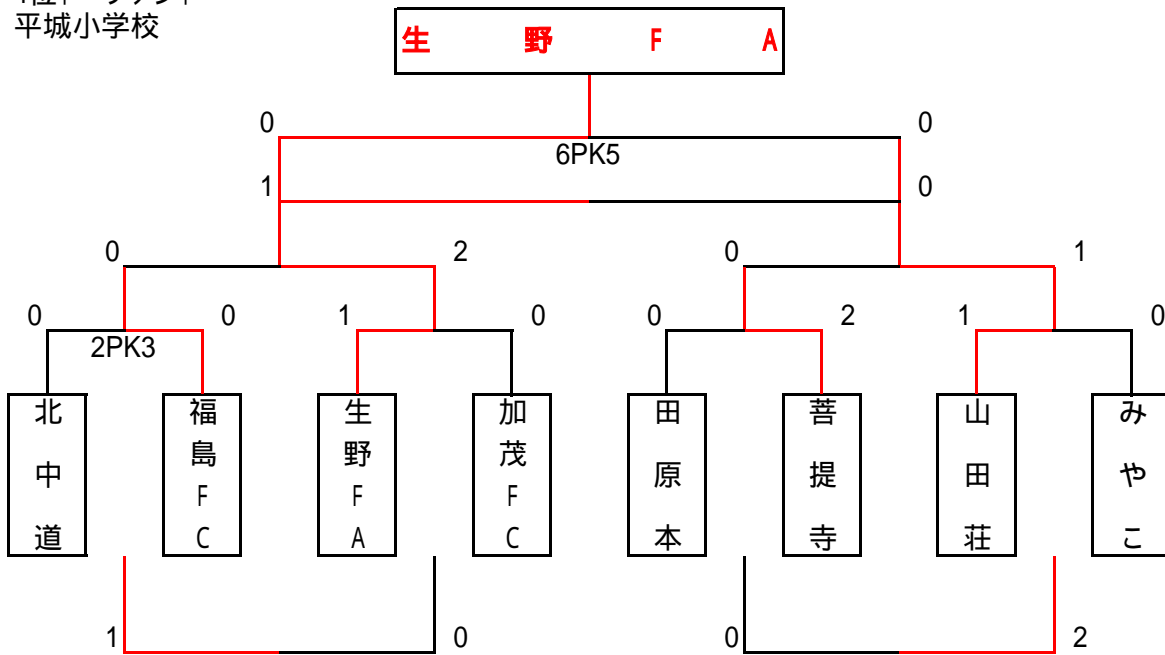 平城小学校
生野FA
0 0
6PK5
1 0
0 2 0 1
0 0 1 0 0 2 1 0
2PK3
北中道
福島FC
生野FA
加茂FC
田原本
菩提寺
山田荘
みやこ
1 0 0 2